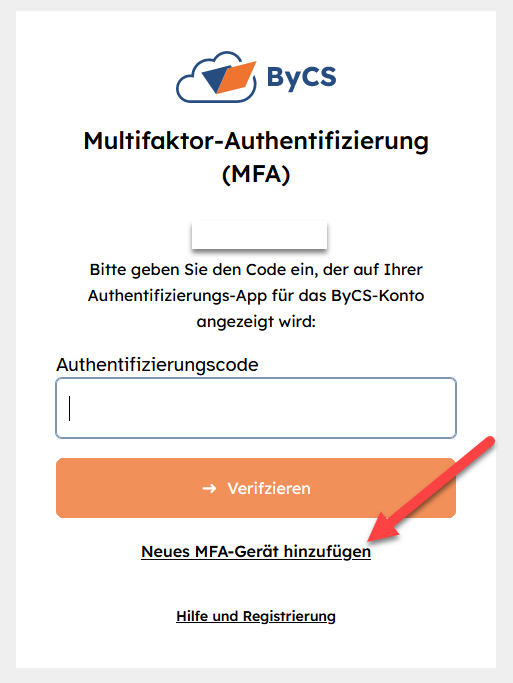 ByCS
Multifaktor-Authentifizierung
(MFA)
Bitte geben Sie den Code ein, der auf Ihrer
Authentifizierungs-App für das ByCS-Konto
angezeigt wird:
Authentifizierungscode
➔ Verifzieren
Neues MFA-Gerät hinzufügen
Hilfe und Registrierung